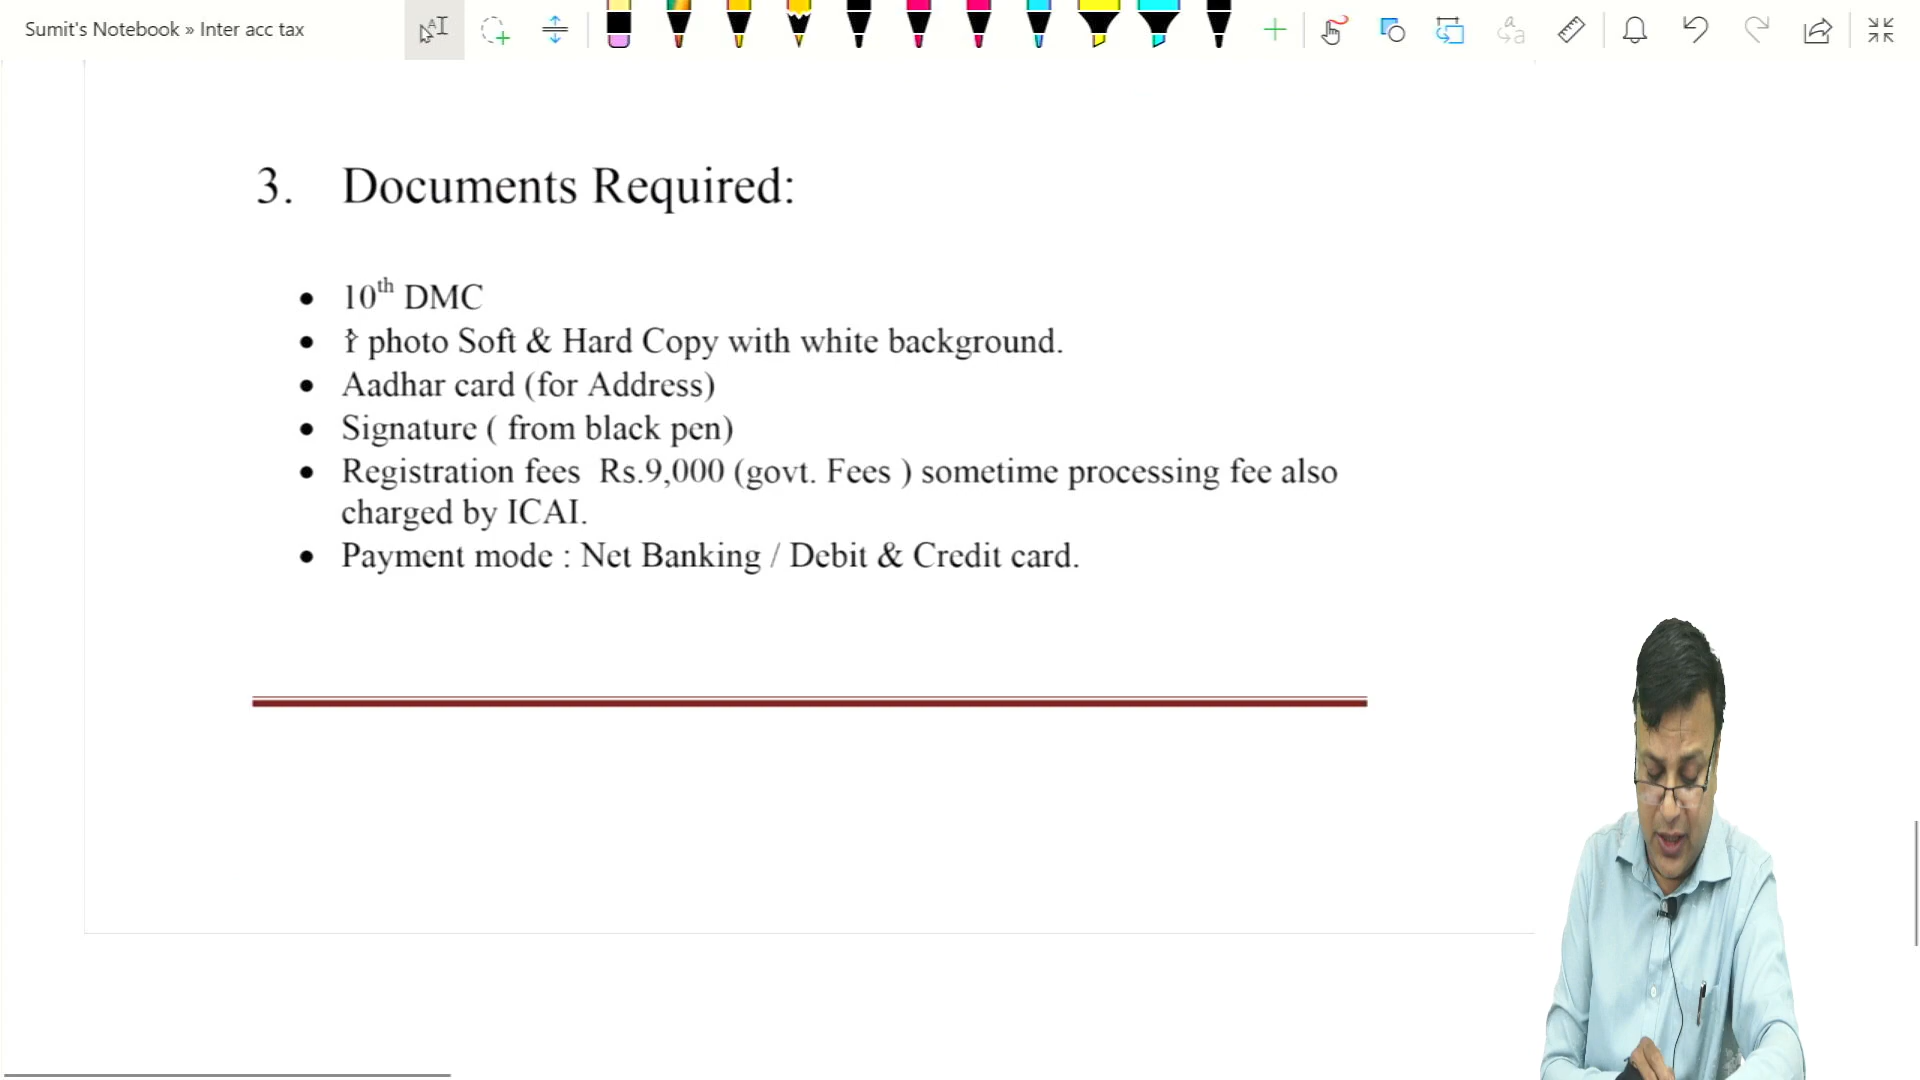 Sumit's Notebook » Inter acc tax
3. Documents Required:
• 10th DMC
• photo Soft & Hard Copy with white background.
• Aadhar card (for Address)
• Signature ( from black pen)
• Registration fees Rs.9,000 (govt. Fees ) sometime processing fee also
charged by ICAI.
• Payment mode : Net Banking / Debit & Credit card.